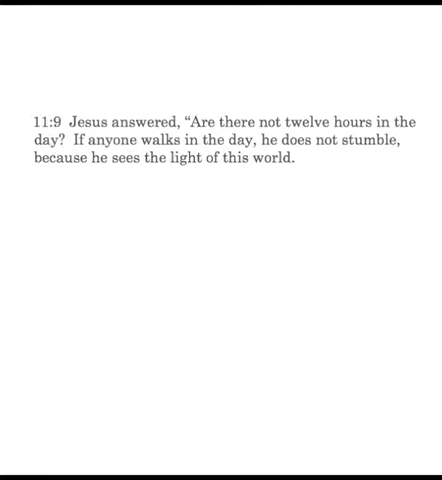 11:9 Jesus answered, “Are there not twelve hours in the
day? If anyone walks in the day, he does not stumble,
because he sees the light of this world.